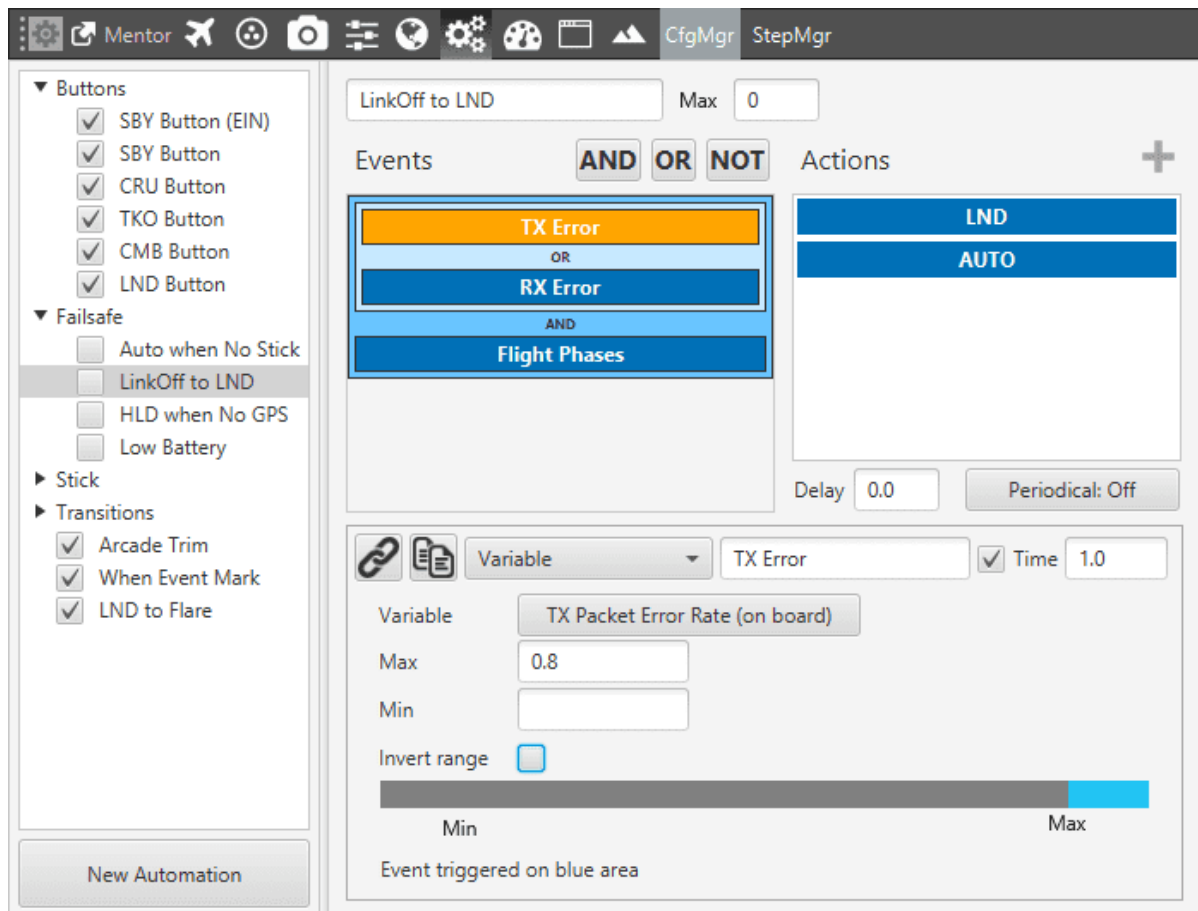 Mentor CfgMgr StepMgr
Buttons
SBY Button (EIN)
SBY Button
CRU Button
TKO Button
CMB Button
LND Button
Failsafe
Auto when No Stick
LinkOff to LND
HLD when No GPS
Low Battery
Stick
Transitions
Arcade Trim
When Event Mark
LND to Flare
New Automation
LinkOff to LND Max 0
Events AND OR NOT
TX Error
OR
RX Error
AND
Flight Phases
Actions
LND
AUTO
Delay 0.0 Periodical: Off
Variable TX Error Time 1.0
Variable TX Packet Error Rate (on board)
Max 0.8
Min
Invert range
Min Max
Event triggered on blue area